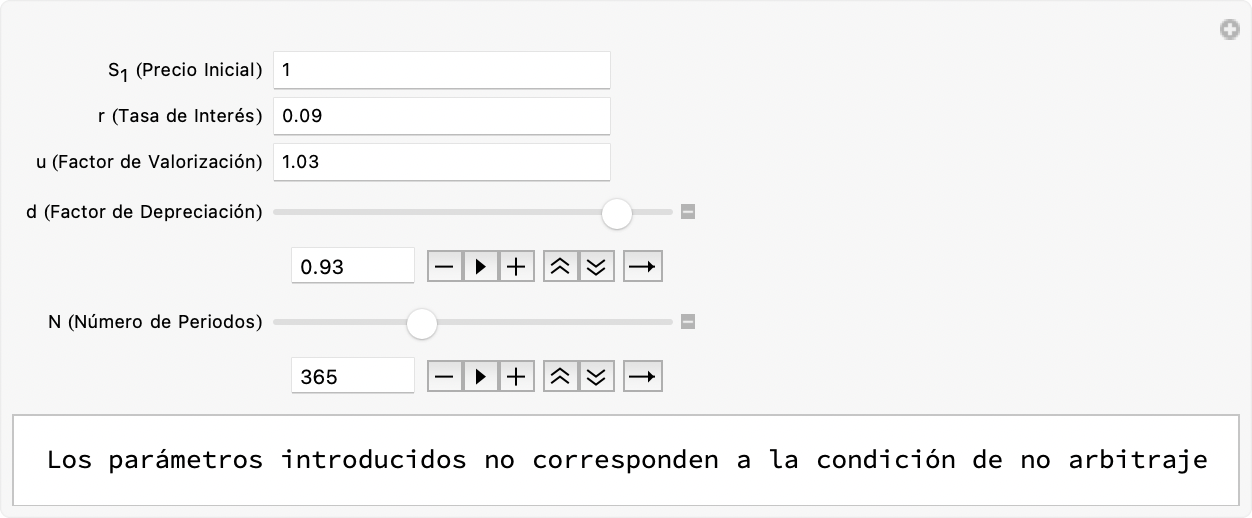 S1 (Precio Inicial) 1
r (Tasa de Interés) 0.09
u (Factor de Valorización) 1.03
d (Factor de Depreciación)
0.93
N (Número de Periodos)
365
Los parámetros introducidos no corresponden a la condición de no arbitraje